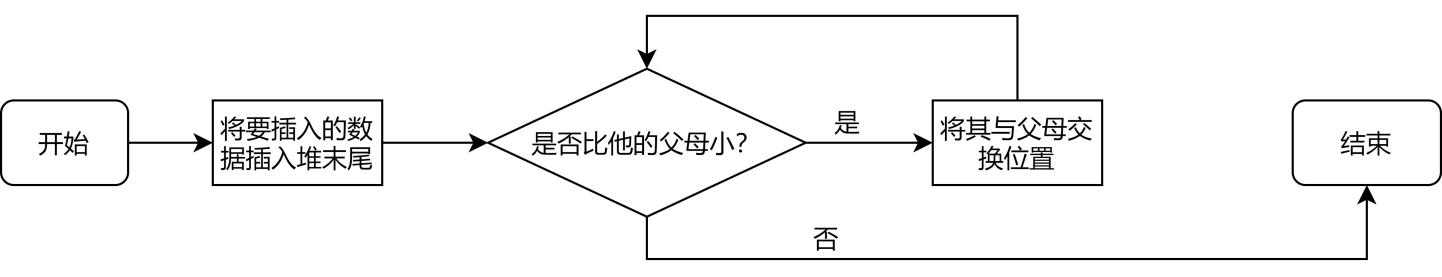 开始
将要插入的数
据插入堆末尾
是否比他的父母小?
是
将其与父母交
换位置
否
结束